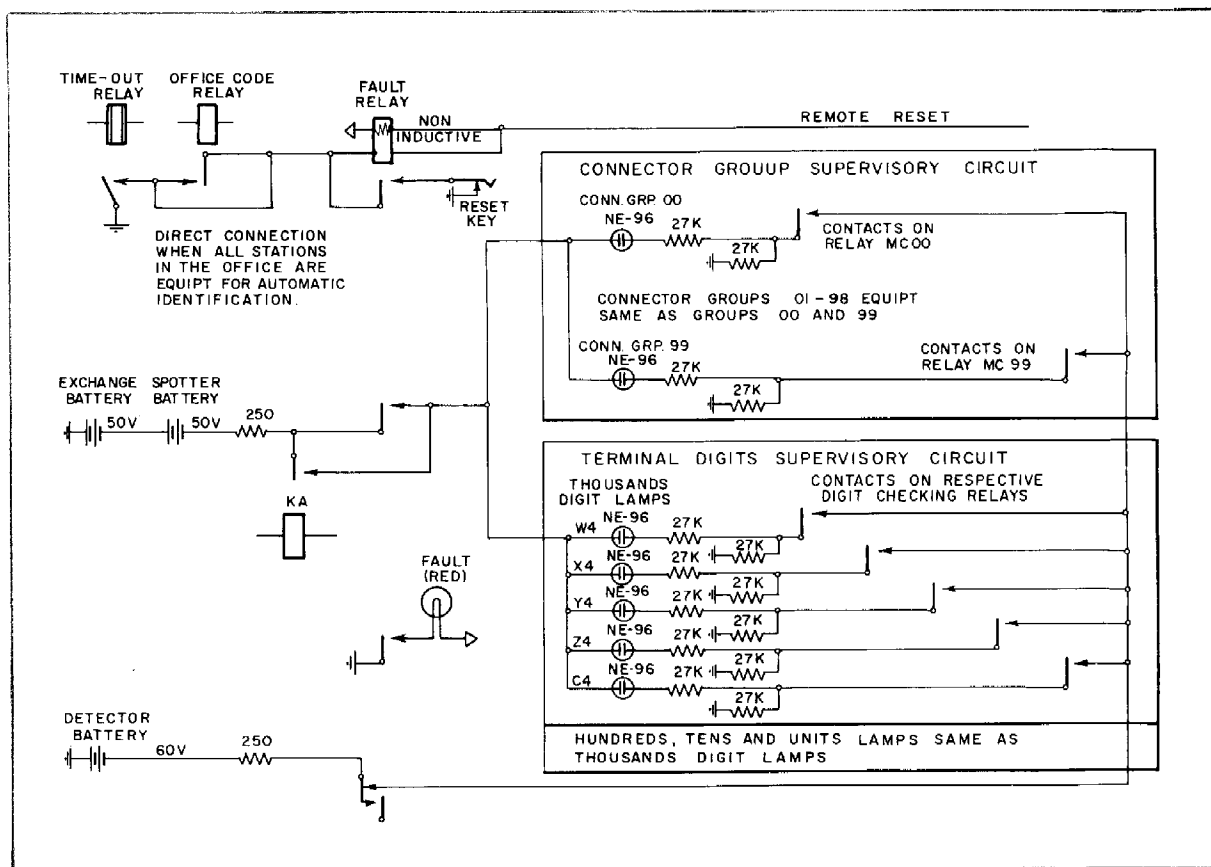 TIME-OUT
RELAY
OFFICE CODE
RELAY
FAULT
RELAY
NON
INDUCTIVE
REMOTE RESET
RESET
KEY
DIRECT CONNECTION
WHEN ALL STATIONS
IN THE OFFICE ARE
EQUIPT FOR AUTOMATIC
IDENTIFICATION.
CONNECTOR GROUUP SUPERVISORY CIRCUIT
CONN. GRP. 00
NE-96
27K
27K
CONTACTS ON
RELAY MC00
CONNECTOR GROUPS 01-98 EQUIPT
SAME AS GROUPS 00 AND 99
CONN. GRP. 99
NE-96
27K
27K
CONTACTS ON
RELAY MC 99
EXCHANGE SPOTTER
BATTERY BATTERY
50V
50V
250
KA
FAULT
(RED)
TERMINAL DIGITS SUPERVISORY CIRCUIT
THOUSANDS
DIGIT LAMPS
CONTACTS ON RESPECTIVE
DIGIT CHECKING RELAYS
W4
NE-96
27K
27K
X4
NE-96
27K
27K
Y4
NE-96
27K
27K
Z4
NE-96
27K
27K
C4
NE-96
27K
27K
HUNDREDS, TENS AND UNITS LAMPS SAME AS
THOUSANDS DIGIT LAMPS
DETECTOR
BATTERY
60V
250